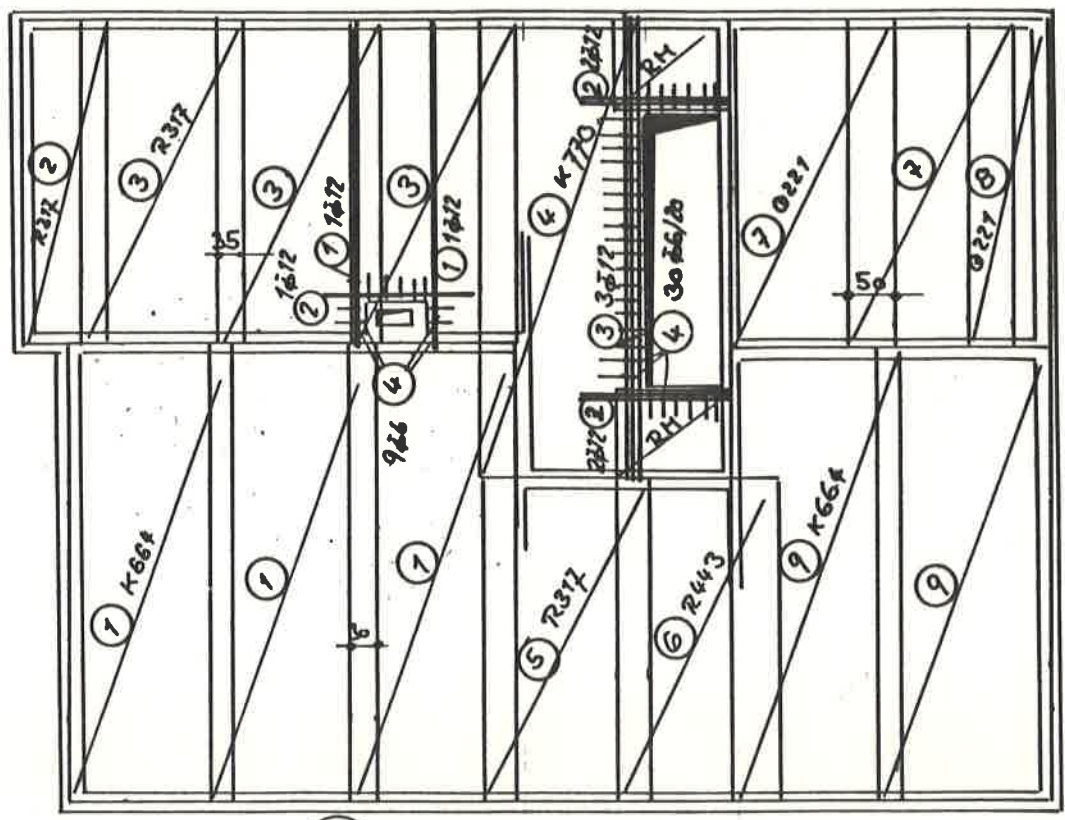 ② R317
③ R317
③
① 1ϕ12
② 1ϕ12
③
① 1ϕ12
④ 9ϕ6
④ K770
② 2ϕ12
RM
③ 3ϕ12
④ 30ϕ6/20
② 2ϕ12
RM
⑦ Q221
⑦
⑧ Q221
35
50
① K664
①
①
⑤ R317
⑥ R443
⑨ K664
⑨